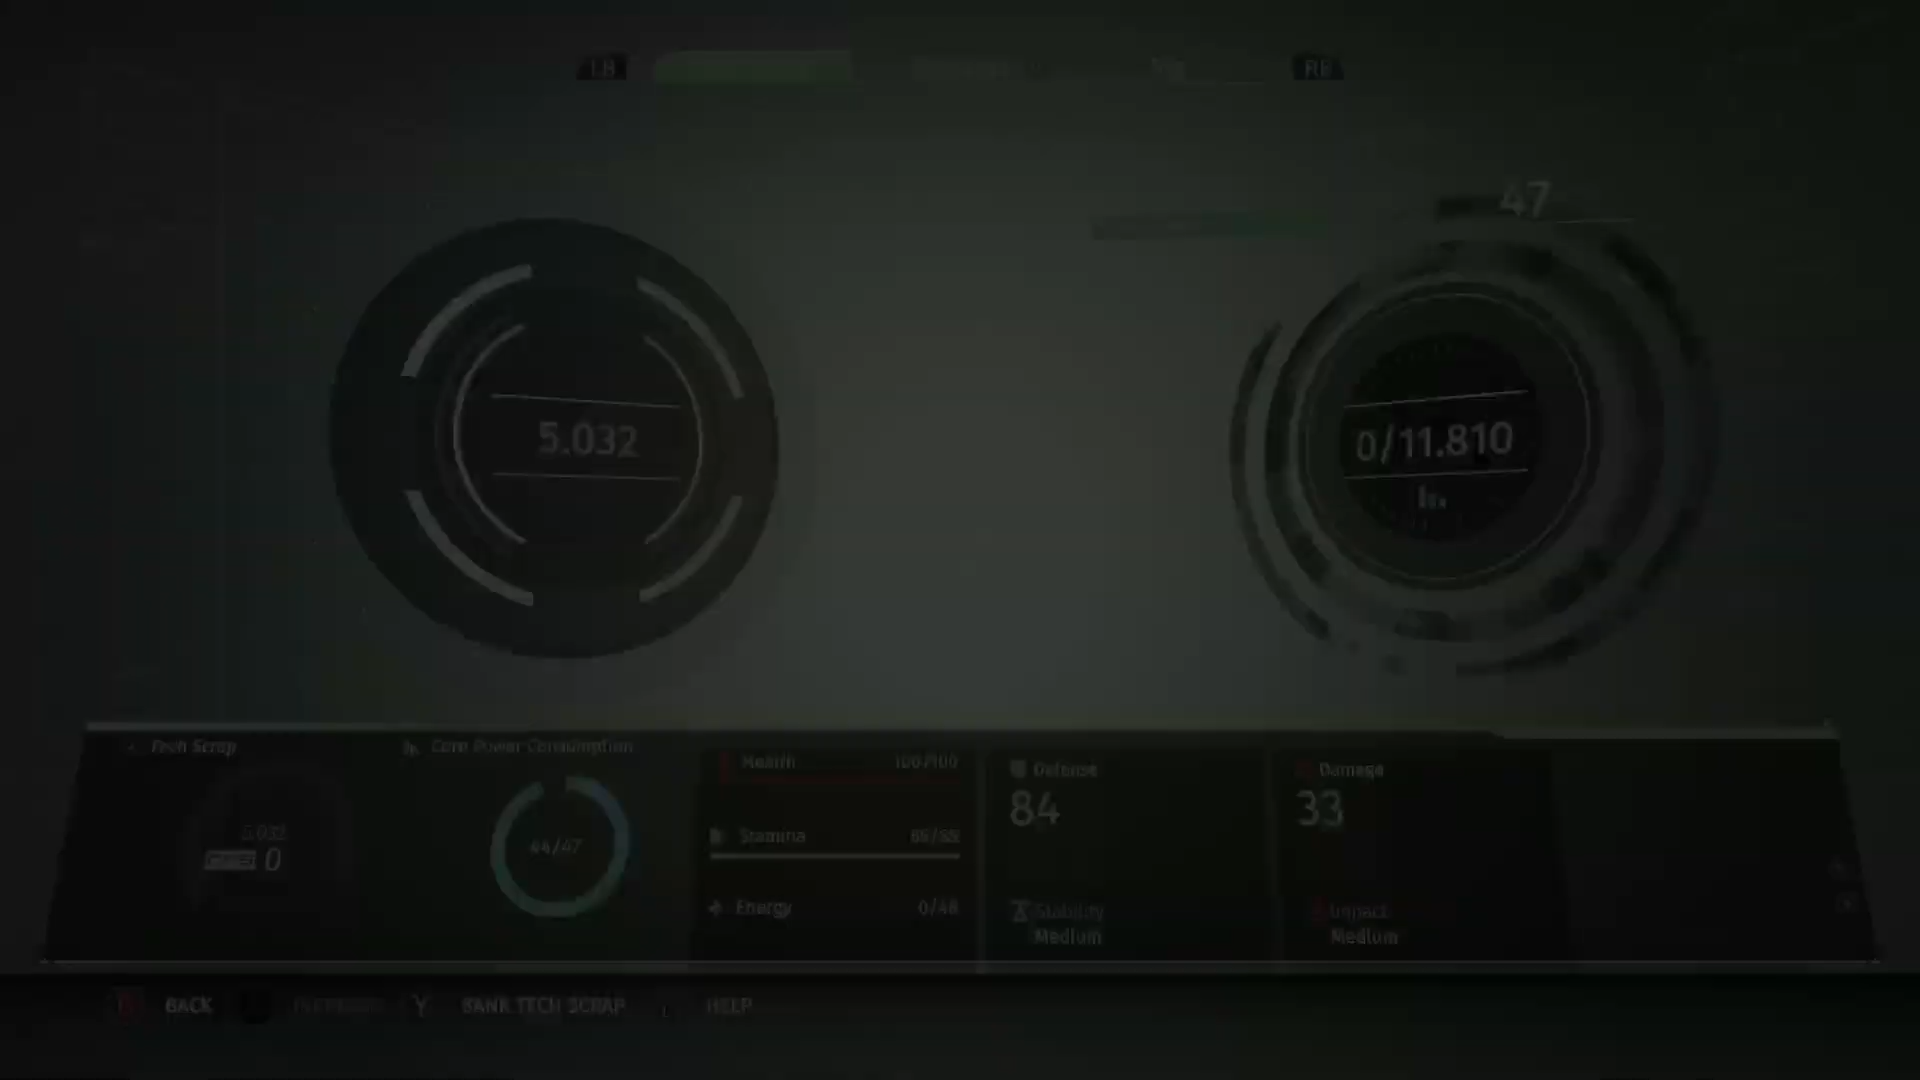 LB
RB
47
5.032
0/11.810
Tech Scrap
Core Power Consumption
5.032
0
44/47
Health
100/100
Stamina
Energy
0/48
Defense
84
Stability
Medium
Damage
33
Impact
Medium
BACK
Y
BANK TECH SCRAP
HELP